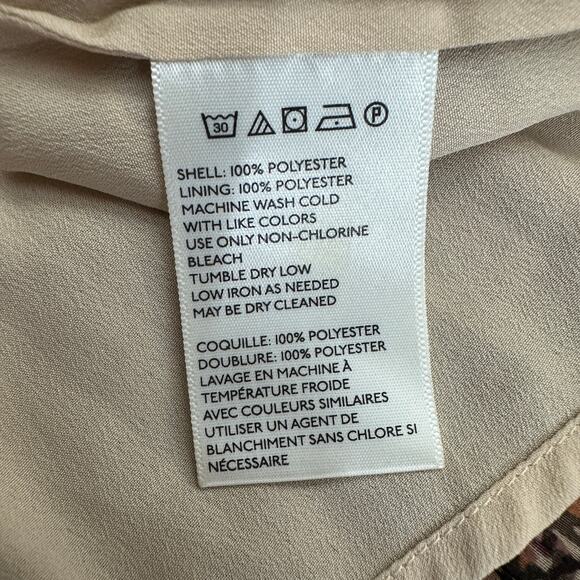 30 P
SHELL: 100% POLYESTER
LINING: 100% POLYESTER
MACHINE WASH COLD
WITH LIKE COLORS
USE ONLY NON-CHLORINE
BLEACH
TUMBLE DRY LOW
LOW IRON AS NEEDED
MAY BE DRY CLEANED
COQUILLE: 100% POLYESTER
DOUBLURE: 100% POLYESTER
LAVAGE EN MACHINE À
TEMPÉRATURE FROIDE
AVEC COULEURS SIMILAIRES
UTILISER UN AGENT DE
BLANCHIMENT SANS CHLORE SI
NÉCESSAIRE